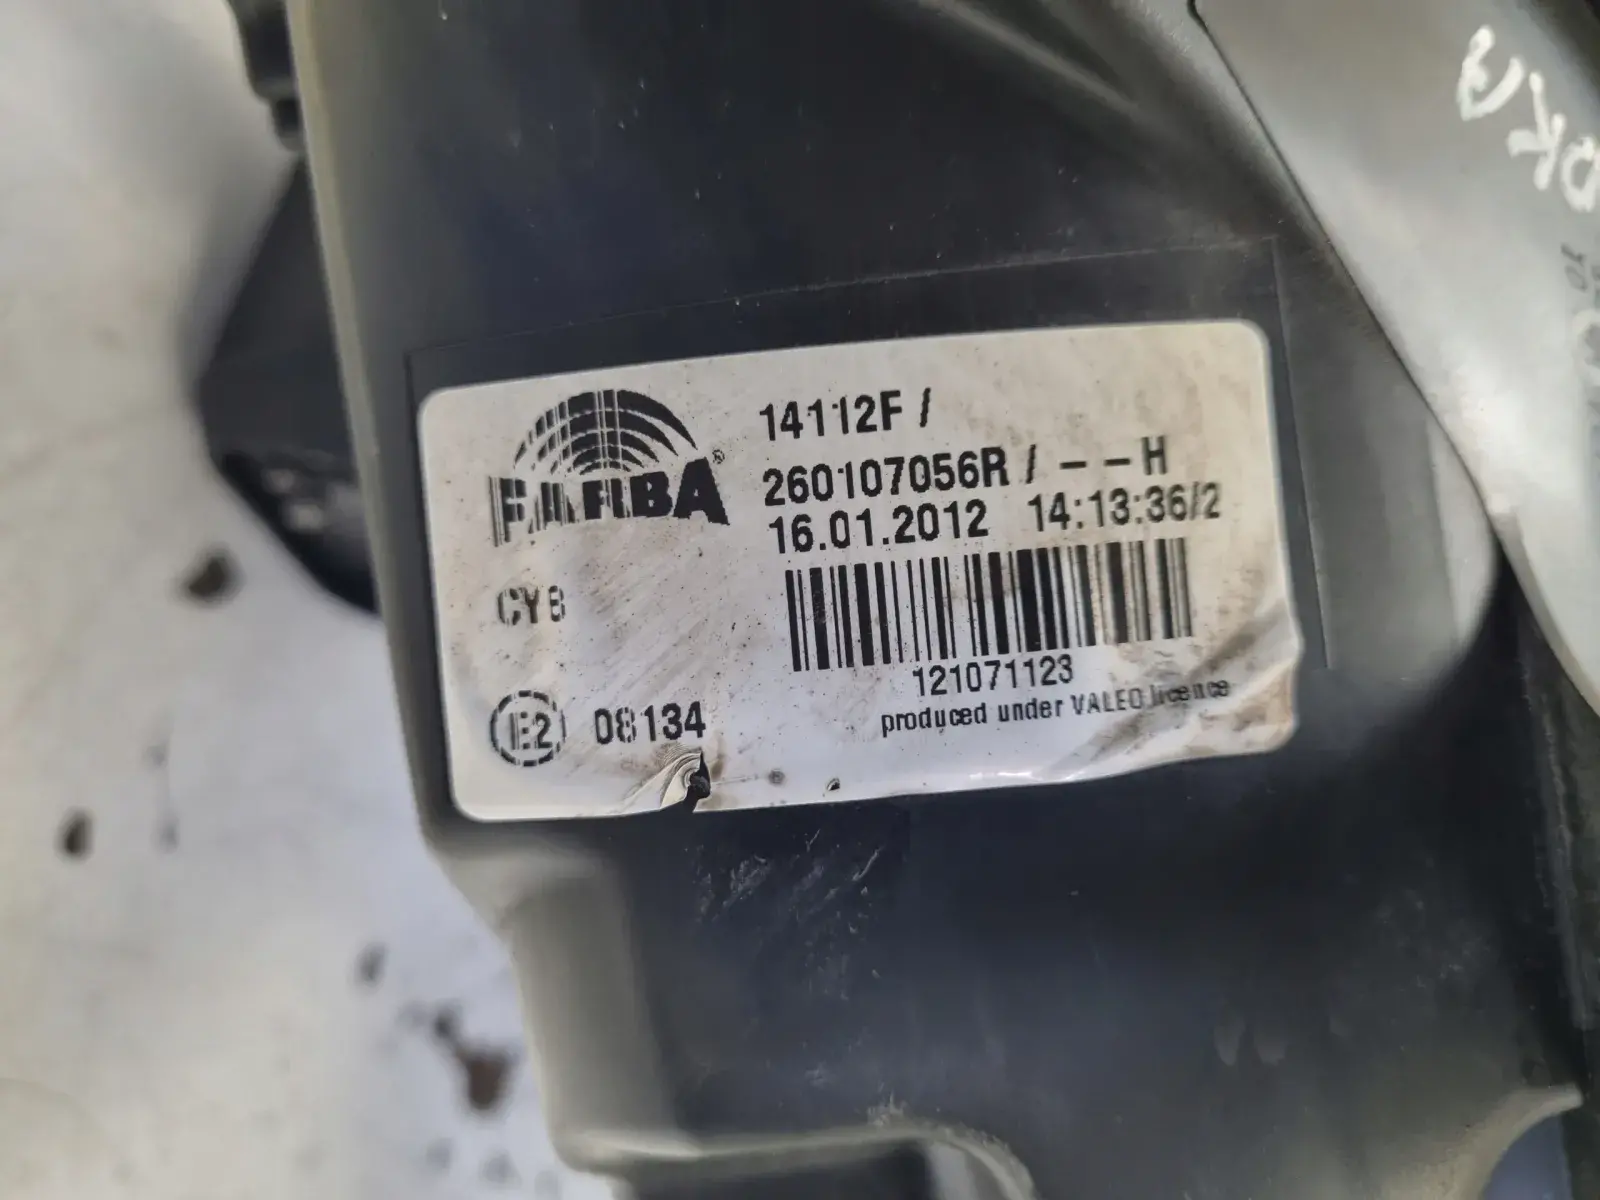 FARBA®
14112F /
260107056R / - - H
16.01.2012 14:13:36/2
CY8
121071123
E2 08134
produced under VALEO licence